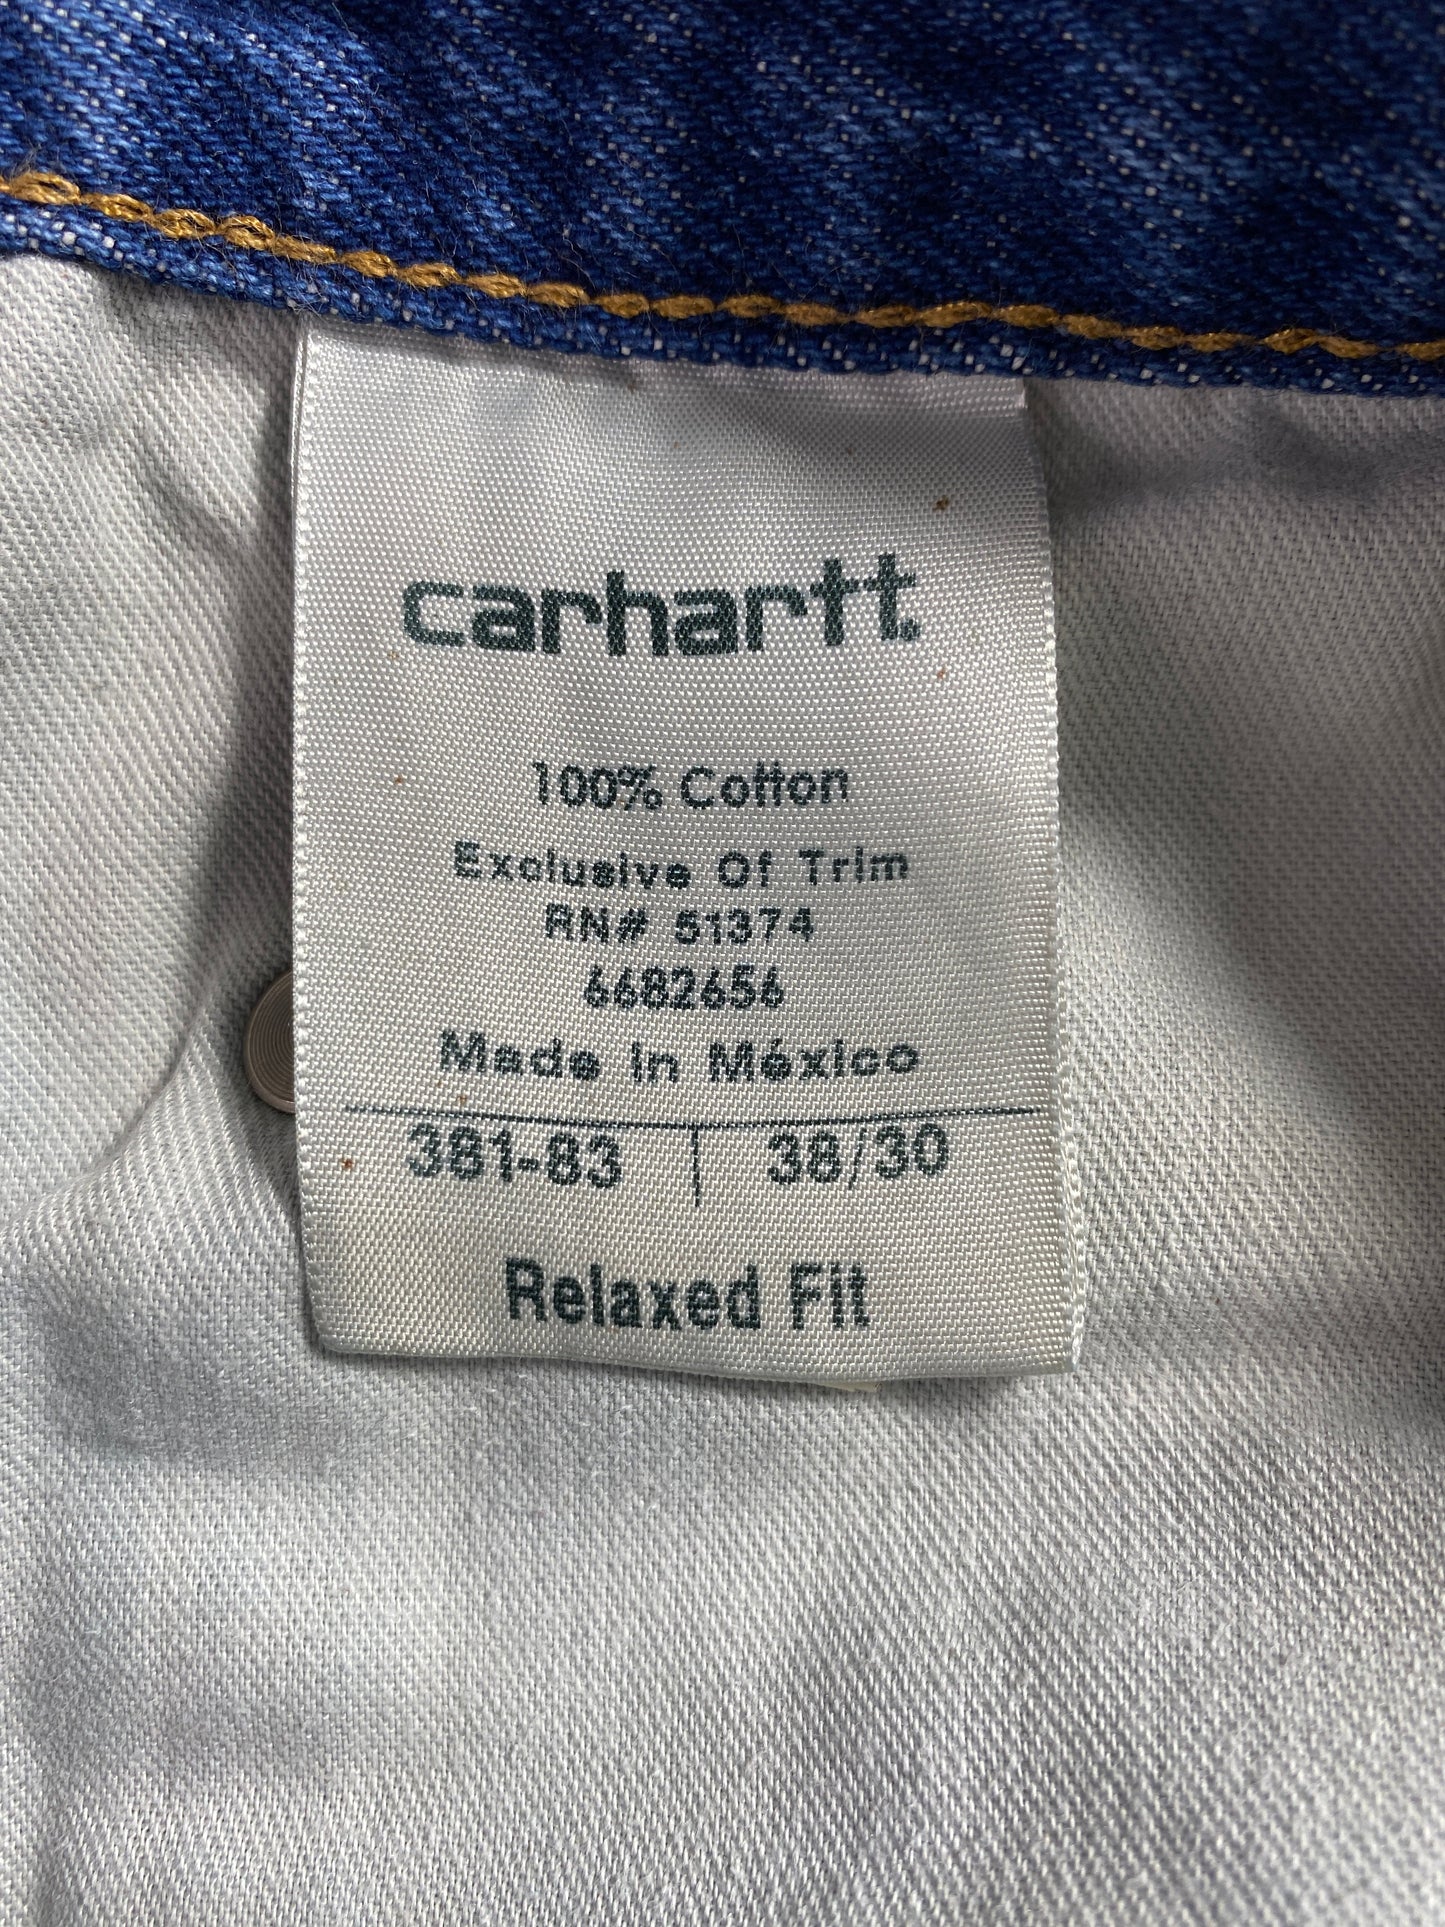 carhartt.
100% Cotton
Exclusive Of Trim
RN# 51374
6682656
Made in México
381-83 | 38/30
Relaxed Fit